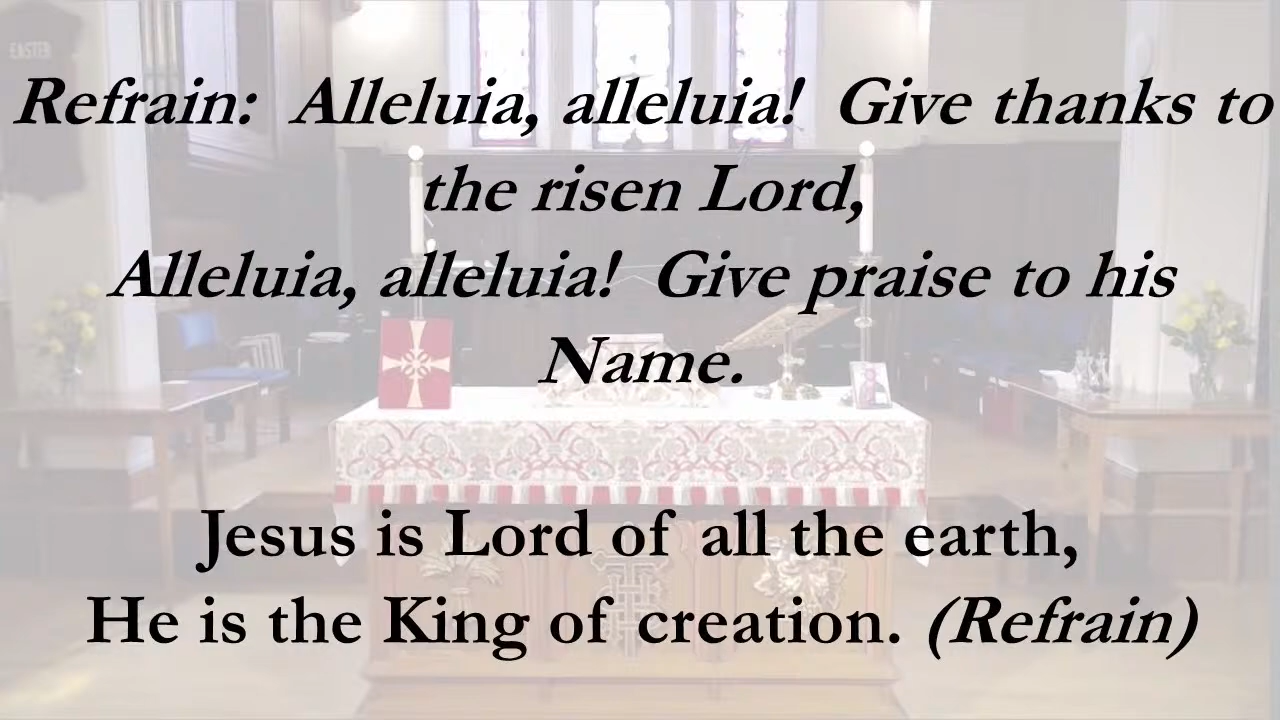 EASTER
Refrain: Alleluia, alleluia! Give thanks to
the risen Lord,
Alleluia, alleluia! Give praise to his
Name.
Jesus is Lord of all the earth,
He is the King of creation. (Refrain)